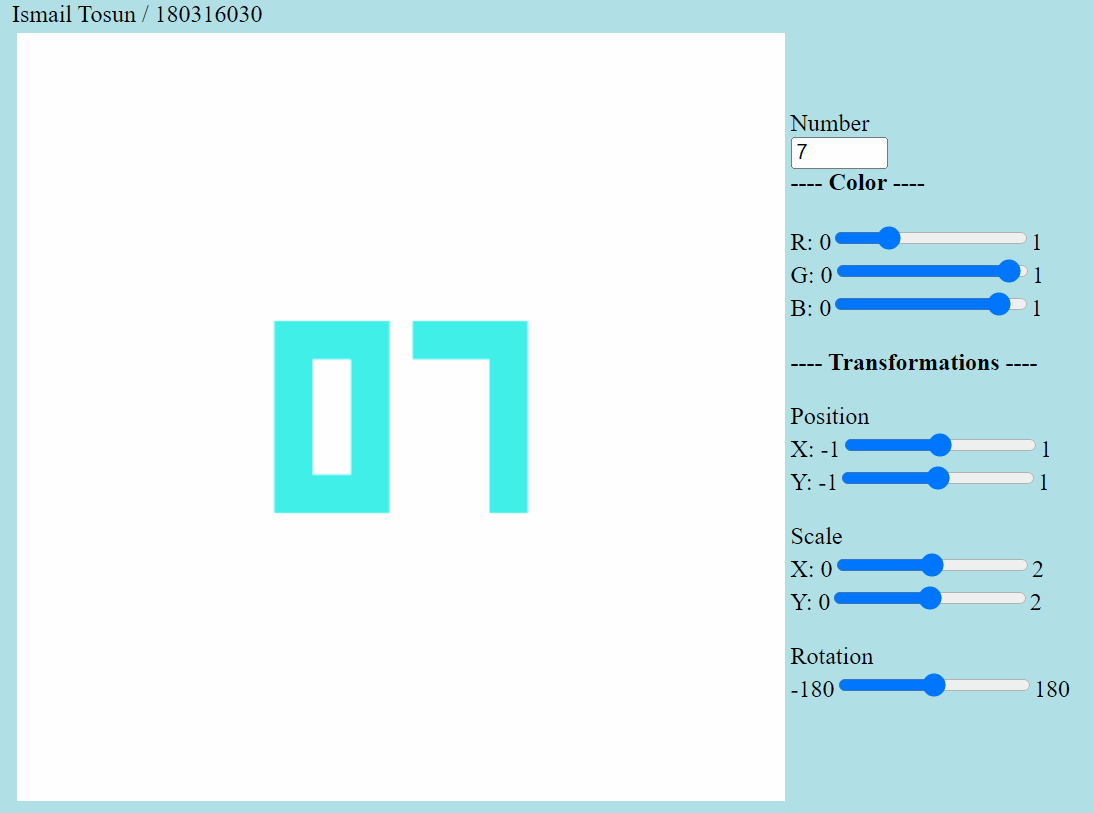 Ismail Tosun / 180316030
07
Number
7
---- Color ----
R: 0 1
G: 0 1
B: 0 1
---- Transformations ----
Position
X: -1 1
Y: -1 1
Scale
X: 0 2
Y: 0 2
Rotation
-180 180